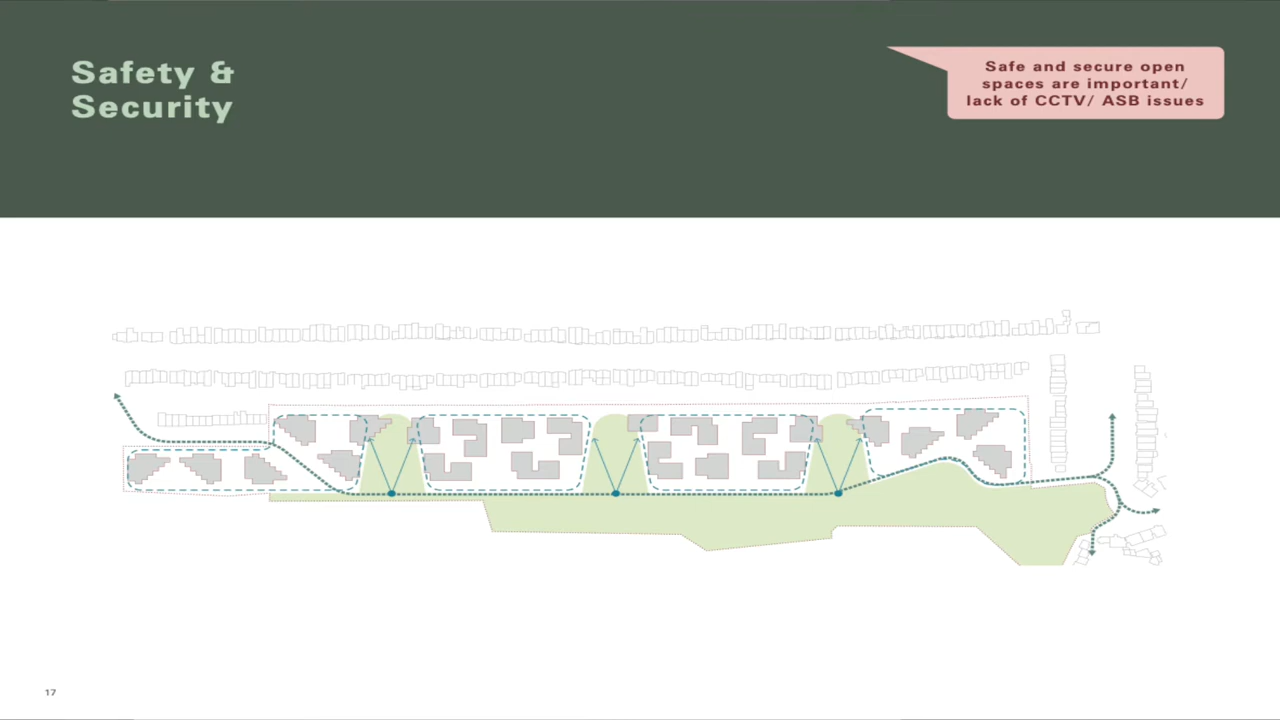 Safety &
Security
Safe and secure open
spaces are important/
lack of CCTV/ ASB issues
17